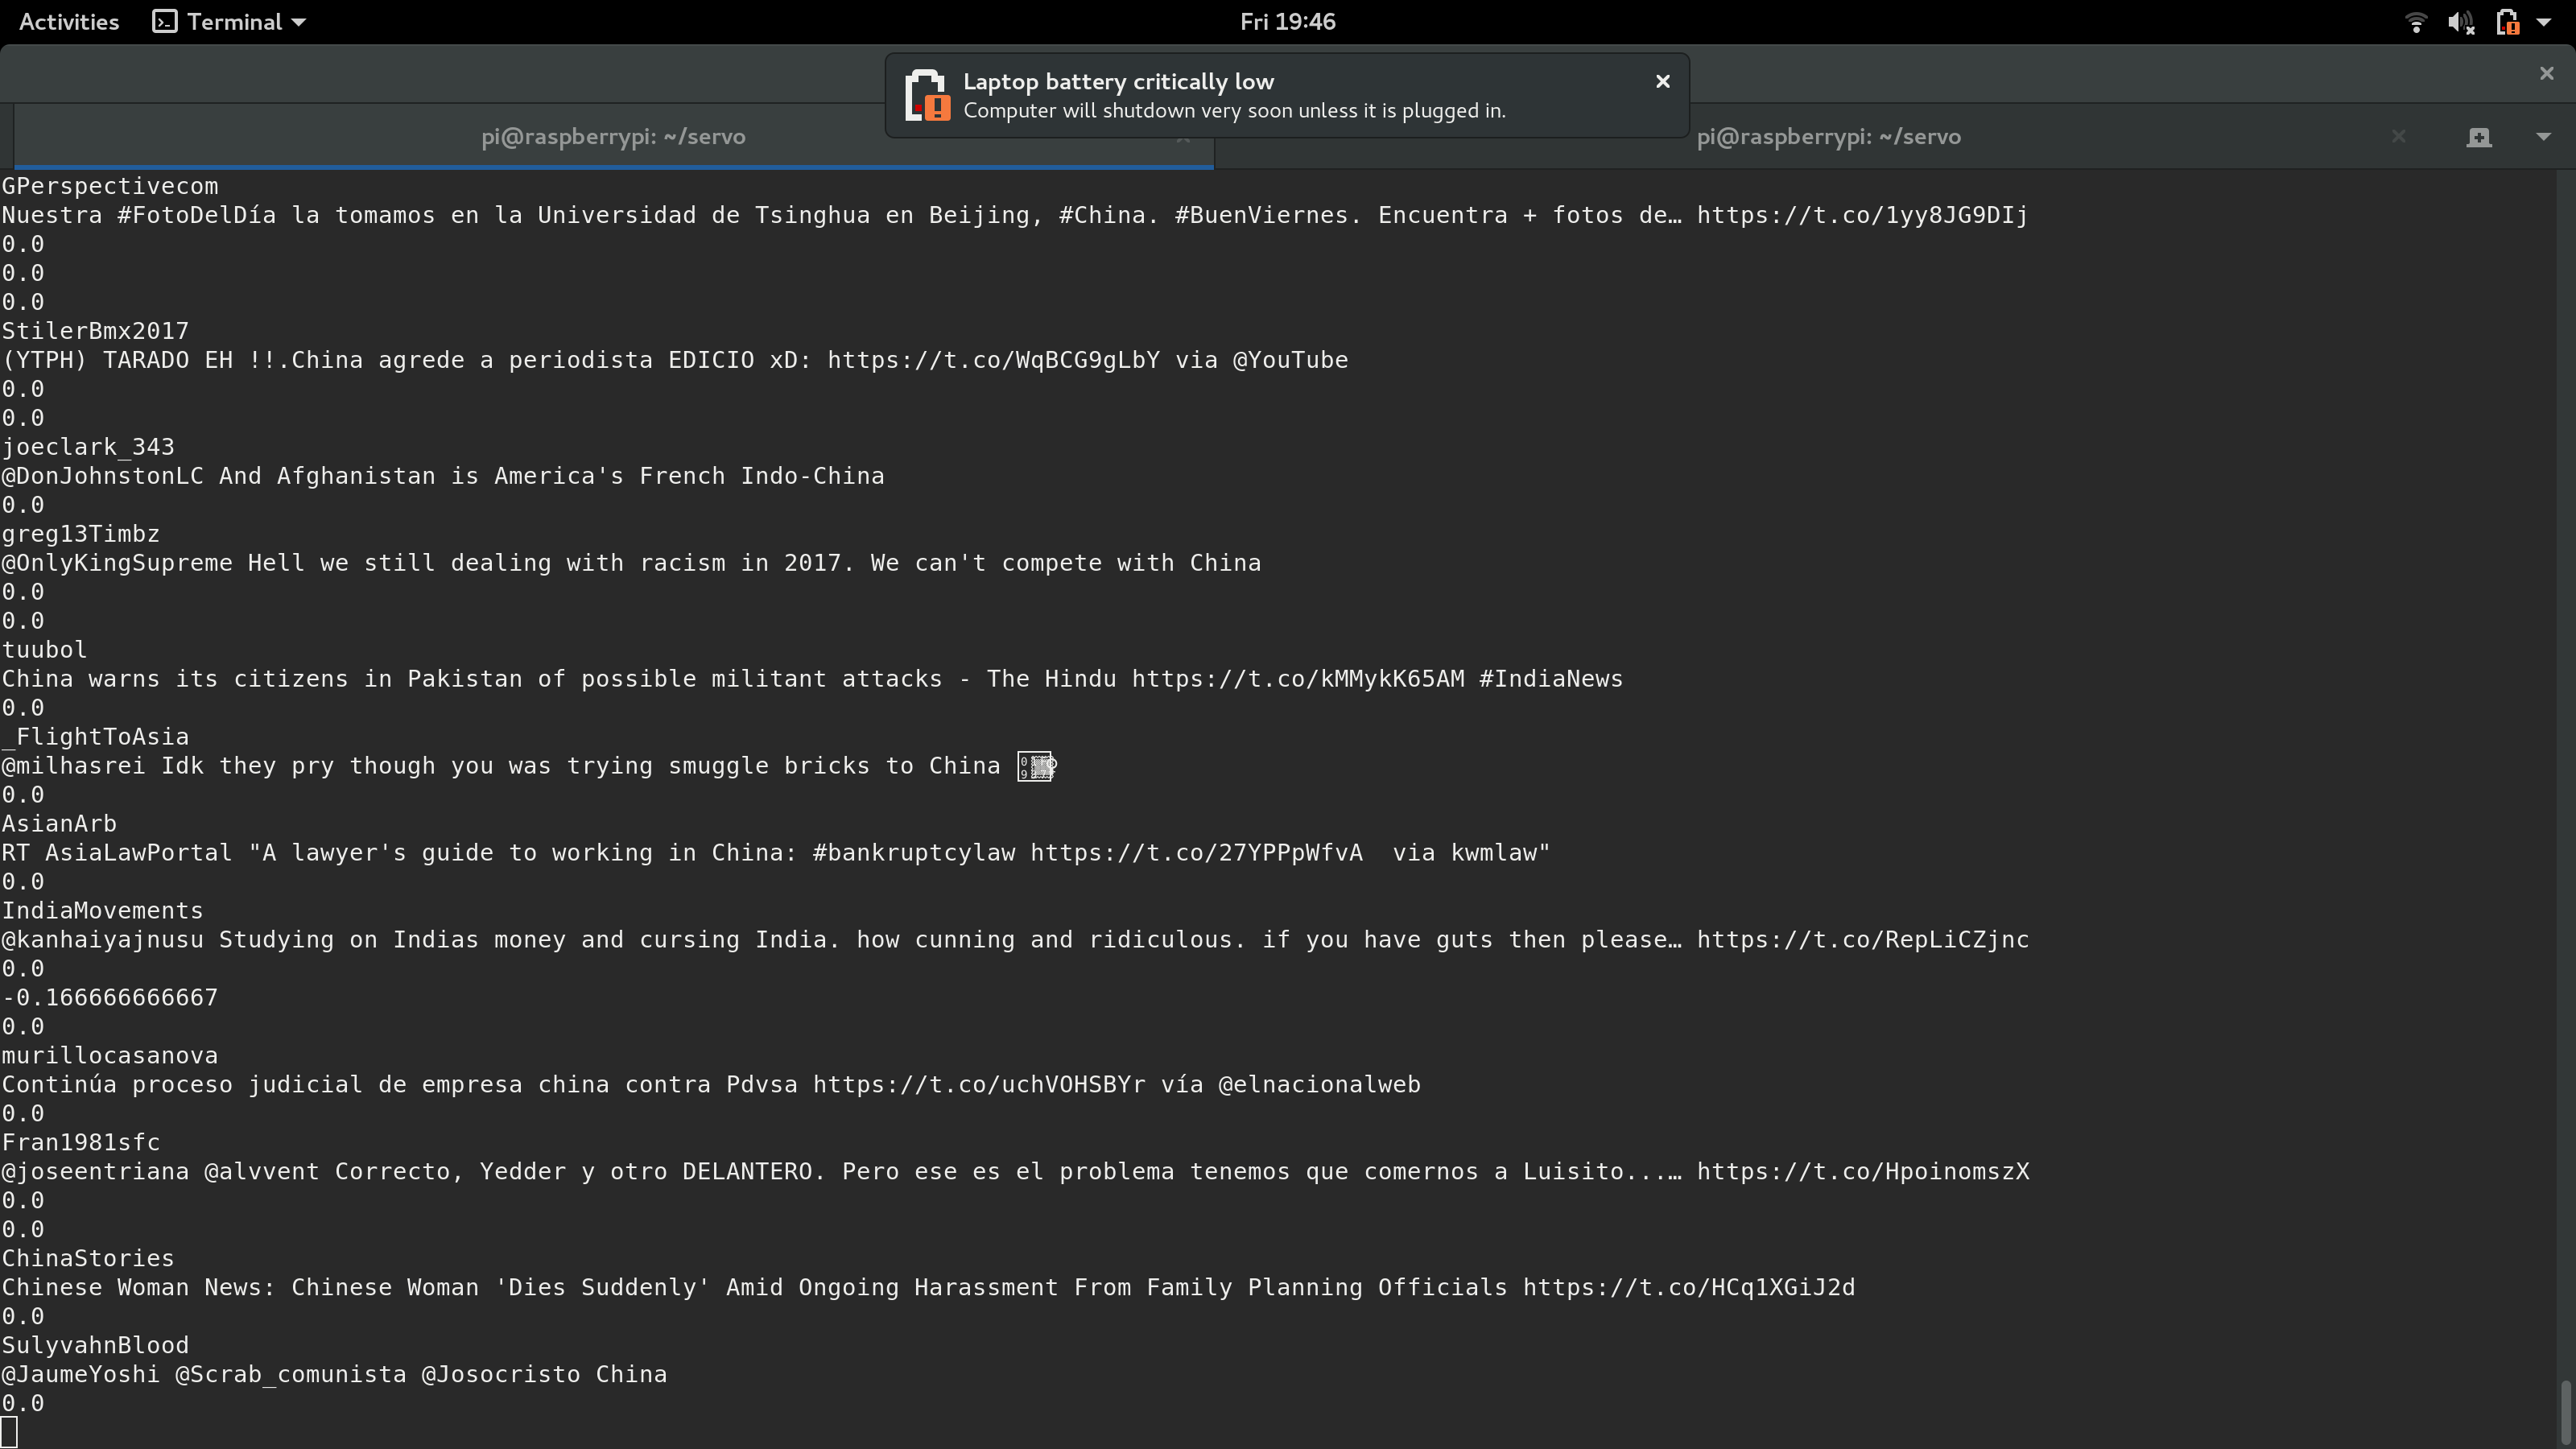 Activities Terminal Fri 19:46
Laptop battery critically low
Computer will shutdown very soon unless it is plugged in.
pi@raspberrypi: ~/servo pi@raspberrypi: ~/servo
GPerspectivecom
Nuestra #FotoDelDía la tomamos en la Universidad de Tsinghua en Beijing, #China. #BuenViernes. Encuentra + fotos de… https://t.co/1yy8JG9DIj
0.0
0.0
0.0
StilerBmx2017
(YTPH) TARADO EH !!.China agrede a periodista EDICIO xD: https://t.co/WqBCG9gLbY via @YouTube
0.0
0.0
joeclark_343
@DonJohnstonLC And Afghanistan is America's French Indo-China
0.0
greg13Timbz
@OnlyKingSupreme Hell we still dealing with racism in 2017. We can't compete with China
0.0
0.0
tuubol
China warns its citizens in Pakistan of possible militant attacks - The Hindu https://t.co/kMMykK65AM #IndiaNews
0.0
_FlightToAsia
@milhasrei Idk they pry though you was trying smuggle bricks to China
0.0
AsianArb
RT AsiaLawPortal "A lawyer's guide to working in China: #bankruptcylaw https://t.co/27YPPpWfvA  via kwmlaw"
0.0
IndiaMovements
@kanhaiyajnusu Studying on Indias money and cursing India. how cunning and ridiculous. if you have guts then please… https://t.co/RepLiCZjnc
0.0
-0.166666666667
0.0
murillocasanova
Continúa proceso judicial de empresa china contra Pdvsa https://t.co/uchVOHSBYr vía @elnacionalweb
0.0
Fran1981sfc
@joseentriana @alvvent Correcto, Yedder y otro DELANTERO. Pero ese es el problema tenemos que comernos a Luisito...… https://t.co/HpoinomszX
0.0
0.0
ChinaStories
Chinese Woman News: Chinese Woman 'Dies Suddenly' Amid Ongoing Harassment From Family Planning Officials https://t.co/HCq1XGiJ2d
0.0
SulyvahnBlood
@JaumeYoshi @Scrab_comunista @Josocristo China
0.0